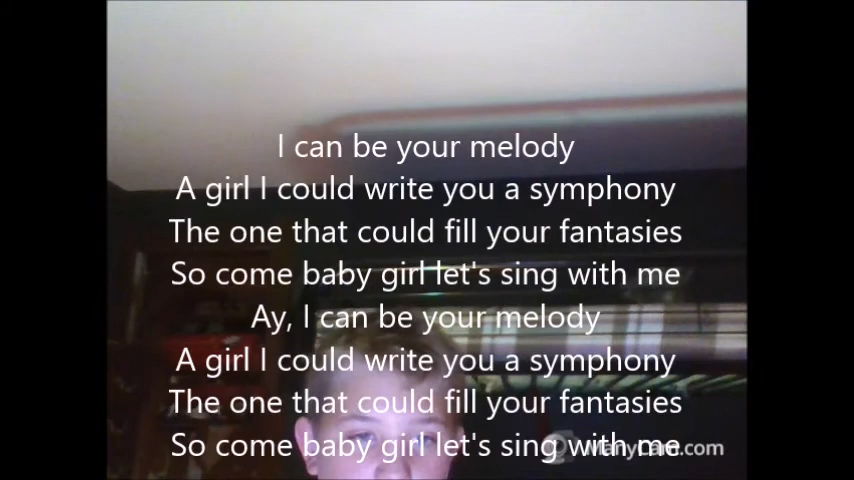 I can be your melody
A girl I could write you a symphony
The one that could fill your fantasies
So come baby girl let's sing with me
Ay, I can be your melody
A girl I could write you a symphony
The one that could fill your fantasies
So come baby girl let's sing with me
ManyCam.com